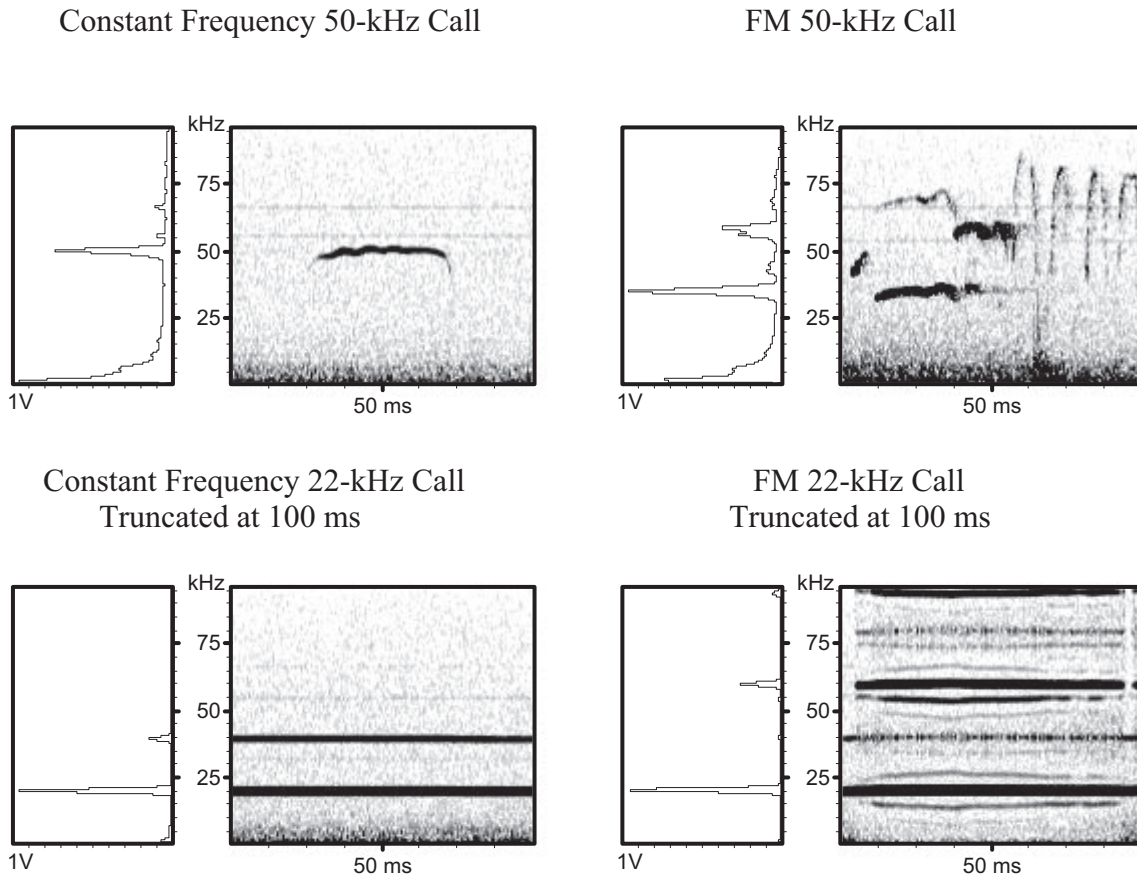 Constant Frequency 50-kHz Call
FM 50-kHz Call
kHz
75
50
25
1V
50 ms
kHz
75
50
25
1V
50 ms
Constant Frequency 22-kHz Call
Truncated at 100 ms
FM 22-kHz Call
Truncated at 100 ms
kHz
75
50
25
1V
50 ms
kHz
75
50
25
1V
50 ms